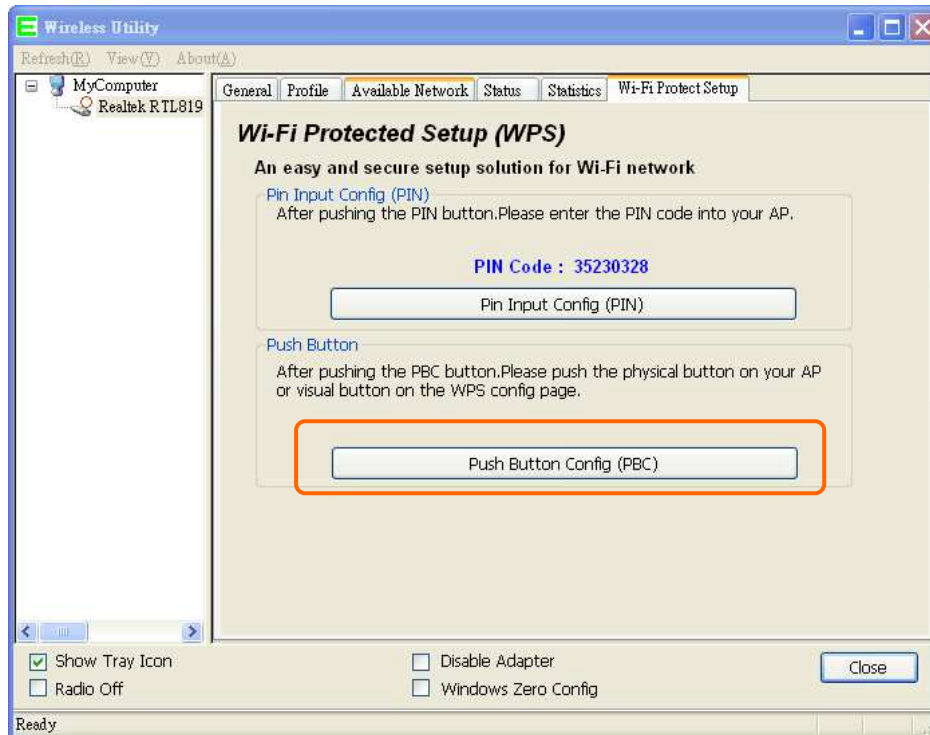 Wireless Utility
Refresh(R) View(V) About(A)
MyComputer
Realtek RTL819
General Profile Available Network Status Statistics Wi-Fi Protect Setup
Wi-Fi Protected Setup (WPS)
An easy and secure setup solution for Wi-Fi network
Pin Input Config (PIN)
After pushing the PIN button.Please enter the PIN code into your AP.
PIN Code : 35230328
Pin Input Config (PIN)
Push Button
After pushing the PBC button.Please push the physical button on your AP
or visual button on the WPS config page.
Push Button Config (PBC)
Show Tray Icon
Radio Off
Disable Adapter
Windows Zero Config
Close
Ready